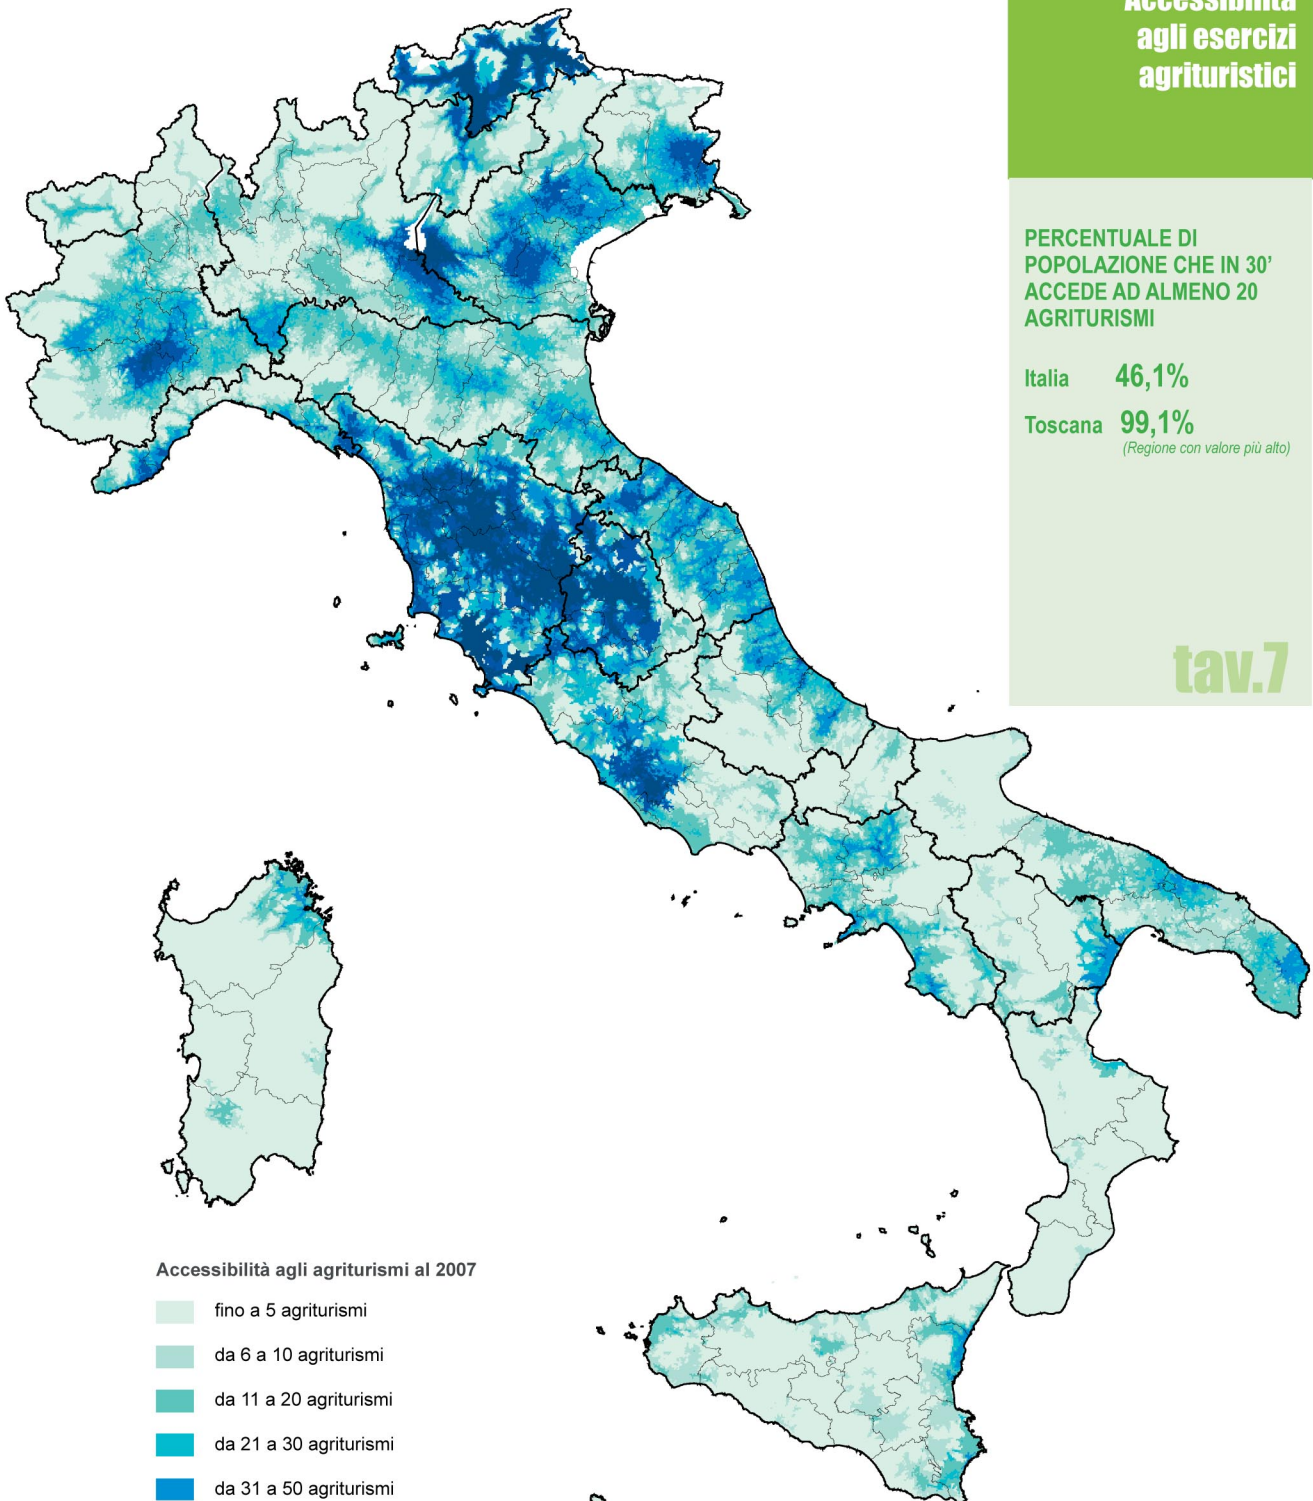 Accessibilità
agli esercizi
agrituristici
PERCENTUALE DI
POPOLAZIONE CHE IN 30’
ACCEDE AD ALMENO 20
AGRITURISMI
Italia 46,1%
Toscana 99,1%
(Regione con valore più alto)
tav.7
Accessibilità agli agriturismi al 2007
fino a 5 agriturismi
da 6 a 10 agriturismi
da 11 a 20 agriturismi
da 21 a 30 agriturismi
da 31 a 50 agriturismi